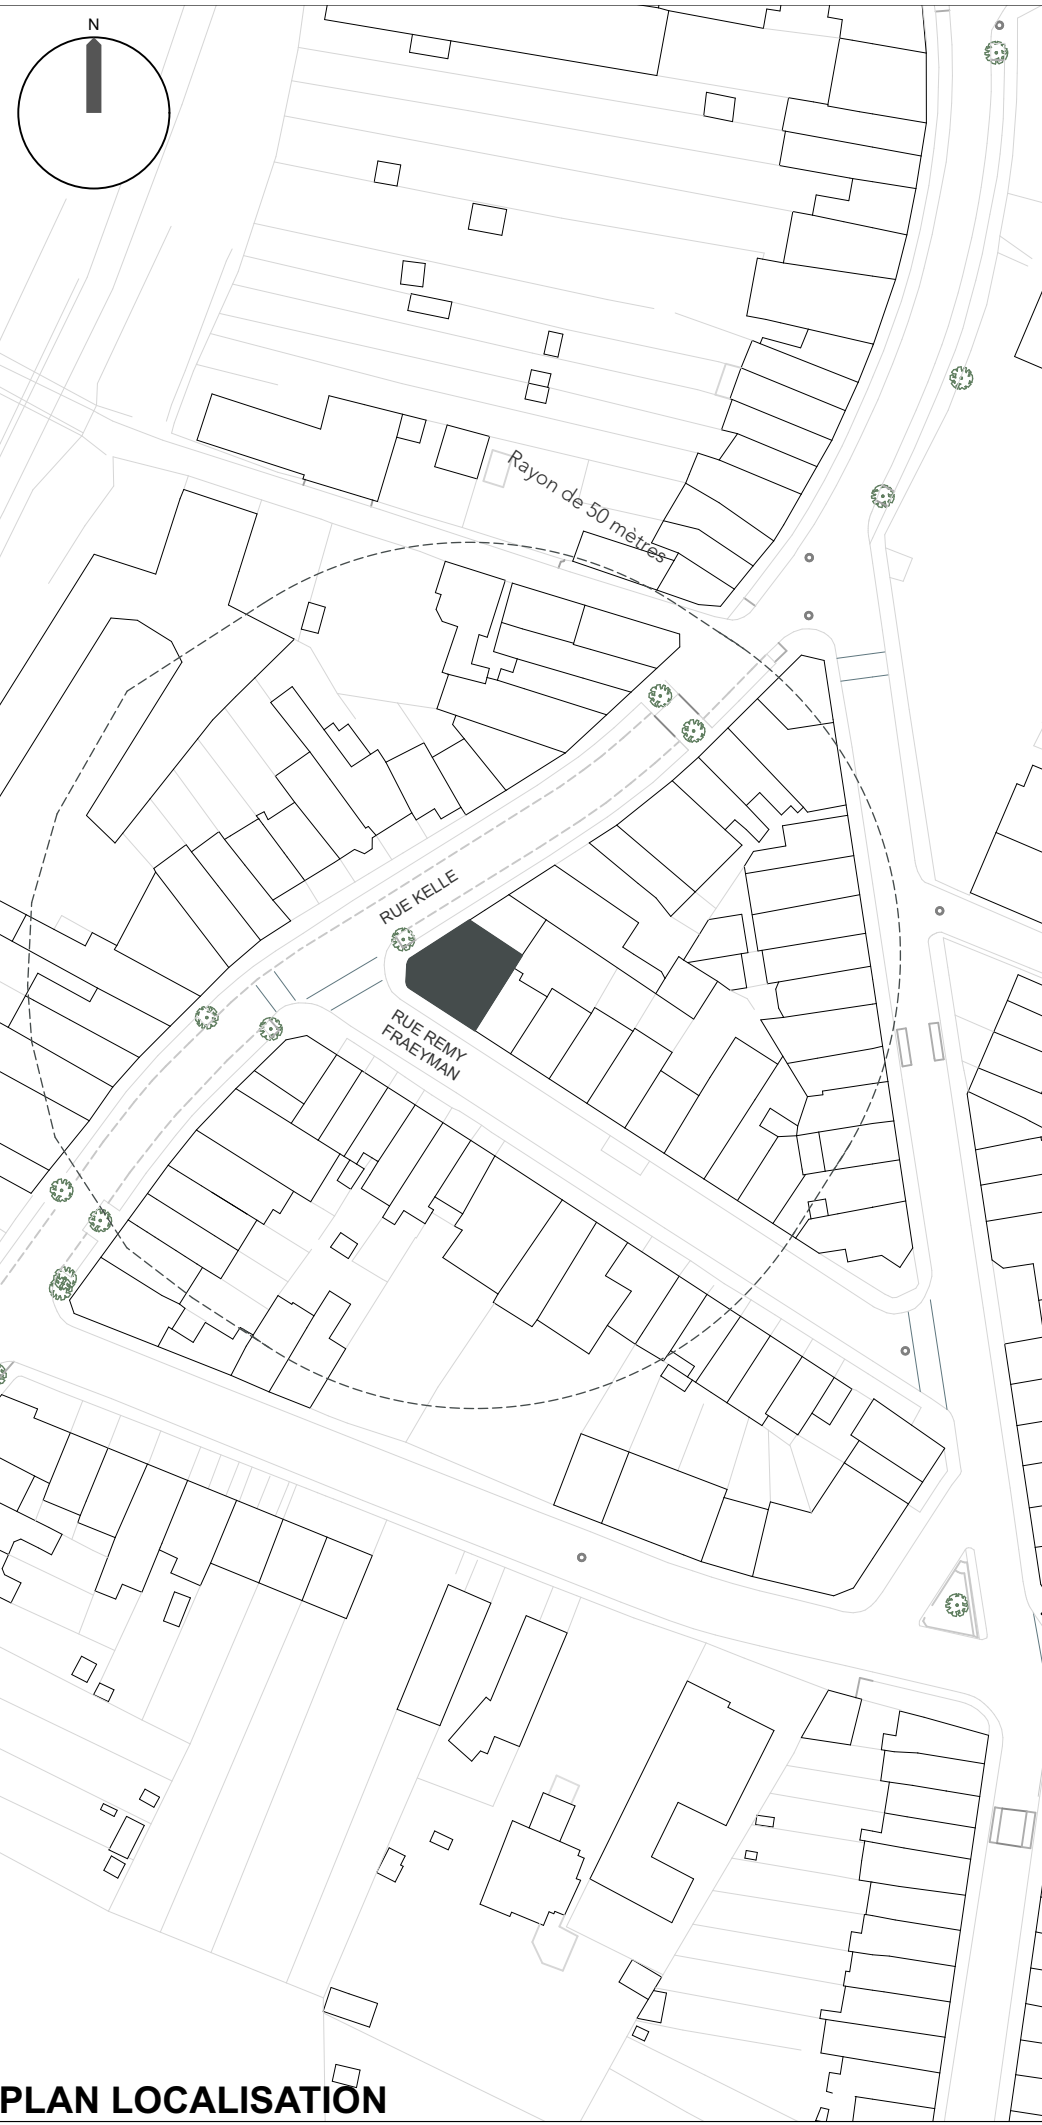 N
Rayon de 50 mètres
RUE KELLE
RUE REMY
FRAEYMAN
PLAN LOCALISATION